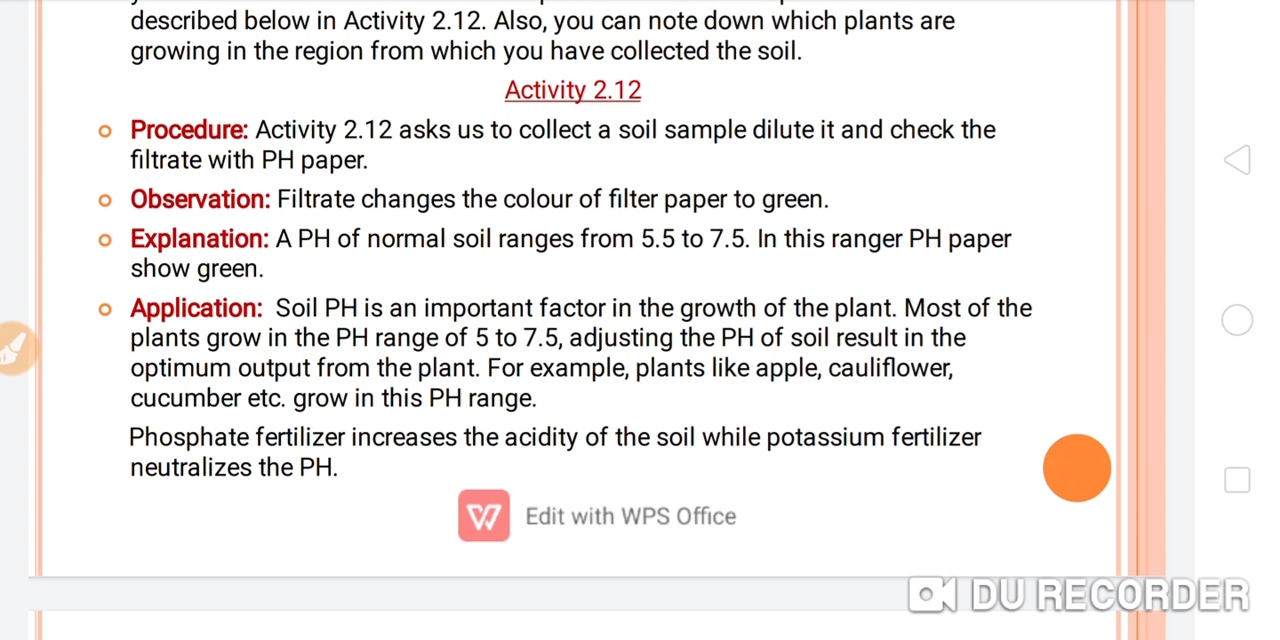 described below in Activity 2.12. Also, you can note down which plants are
growing in the region from which you have collected the soil.
Activity 2.12
Procedure: Activity 2.12 asks us to collect a soil sample dilute it and check the
filtrate with PH paper.
Observation: Filtrate changes the colour of filter paper to green.
Explanation: A PH of normal soil ranges from 5.5 to 7.5. In this ranger PH paper
show green.
Application: Soil PH is an important factor in the growth of the plant. Most of the
plants grow in the PH range of 5 to 7.5, adjusting the PH of soil result in the
optimum output from the plant. For example, plants like apple, cauliflower,
cucumber etc. grow in this PH range.
Phosphate fertilizer increases the acidity of the soil while potassium fertilizer
neutralizes the PH.
Edit with WPS Office
DU RECORDER